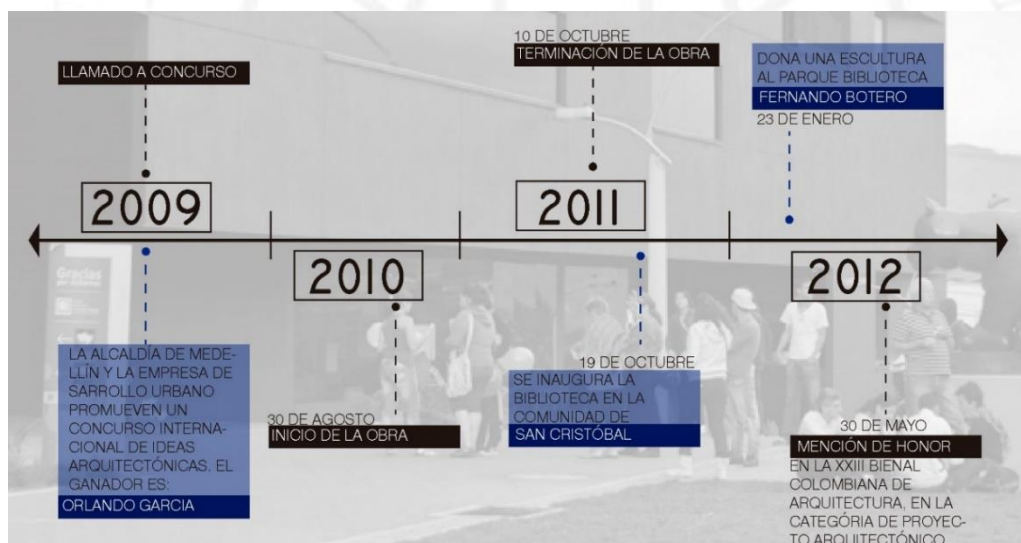 LLAMADO A CONCURSO
2009
LA ALCALDÍA DE MEDE-
LLÍN Y LA EMPRESA DE
SARROLLO URBANO
PROMUEVEN UN
CONCURSO INTERNA-
CIONAL DE IDEAS
ARQUITECTÓNICAS. EL
GANADOR ES:
ORLANDO GARCIA
2010
30 DE AGOSTO
INICIO DE LA OBRA
10 DE OCTUBRE
TERMINACIÓN DE LA OBRA
2011
19 DE OCTUBRE
SE INAUGURA LA
BIBLIOTECA EN LA
COMUNIDAD DE
SAN CRISTÓBAL
DONA UNA ESCULTURA
AL PARQUE BIBLIOTECA
FERNANDO BOTERO
23 DE ENERO
2012
30 DE MAYO
MENCIÓN DE HONOR
EN LA XXIII BIENAL
COLOMBIANA DE
ARQUITECTURA, EN LA
CATEGÓRIA DE PROYEC-
TO ARQUITECTÓNICO
Gracias